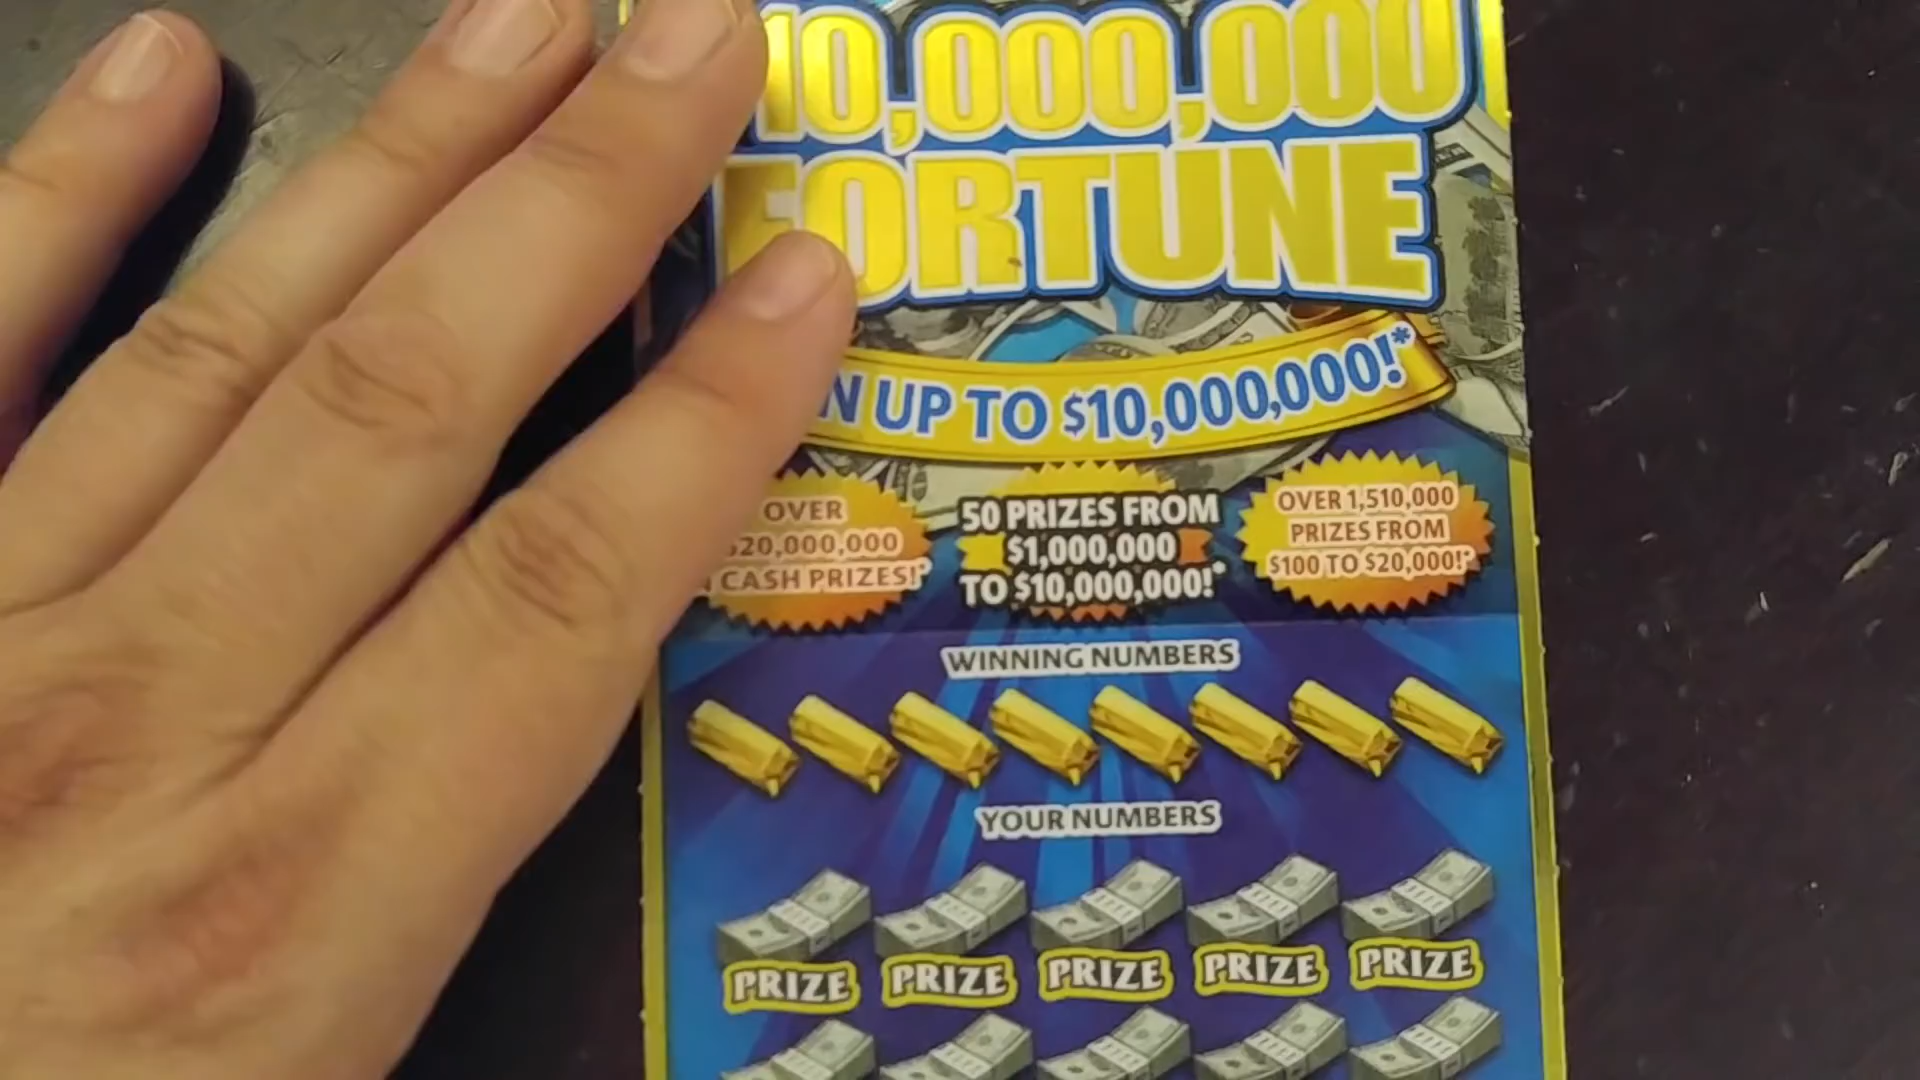 10,000,000
FORTUNE
UP TO $10,000,000!*
OVER
20,000,000
CASH PRIZES!*
50 PRIZES FROM
$1,000,000
TO $10,000,000!*
OVER 1,510,000
PRIZES FROM
$100 TO $20,000!*
WINNING NUMBERS
YOUR NUMBERS
PRIZE PRIZE PRIZE PRIZE PRIZE